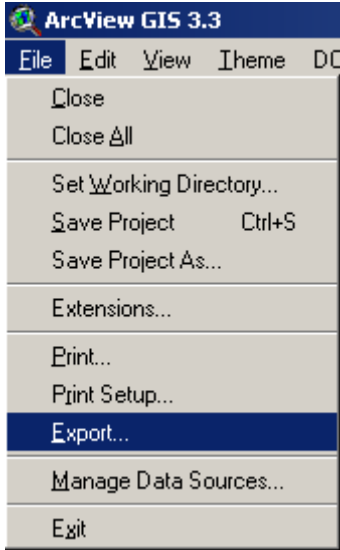 ArcView GIS 3.3
File Edit View Theme
Close
Close All
Set Working Directory...
Save Project Ctrl+S
Save Project As...
Extensions...
Print...
Print Setup...
Export...
Manage Data Sources...
Exit